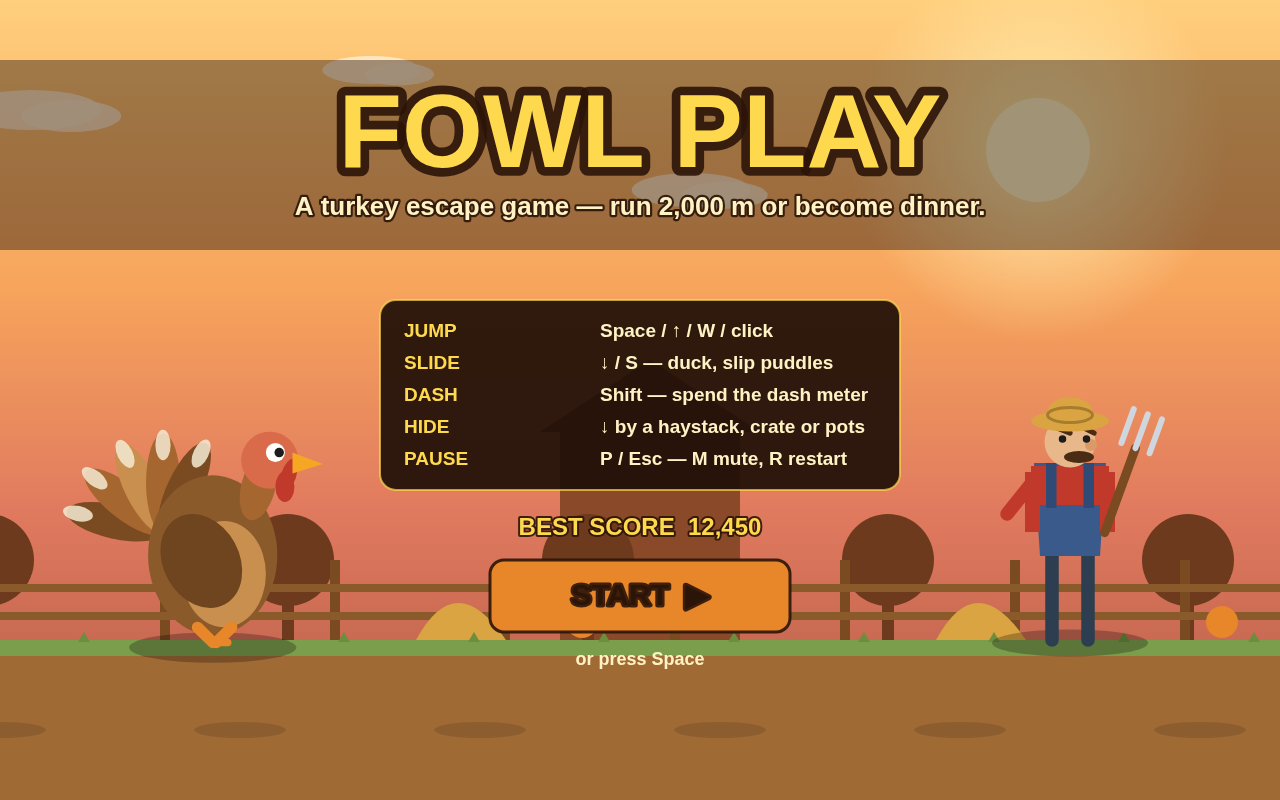 FOWL PLAY
A turkey escape game — run 2,000 m or become dinner.
JUMP Space / ↑ / W / click
SLIDE ↓ / S — duck, slip puddles
DASH Shift — spend the dash meter
HIDE ↓ by a haystack, crate or pots
PAUSE P / Esc — M mute, R restart
BEST SCORE 12,450
START ▶
or press Space